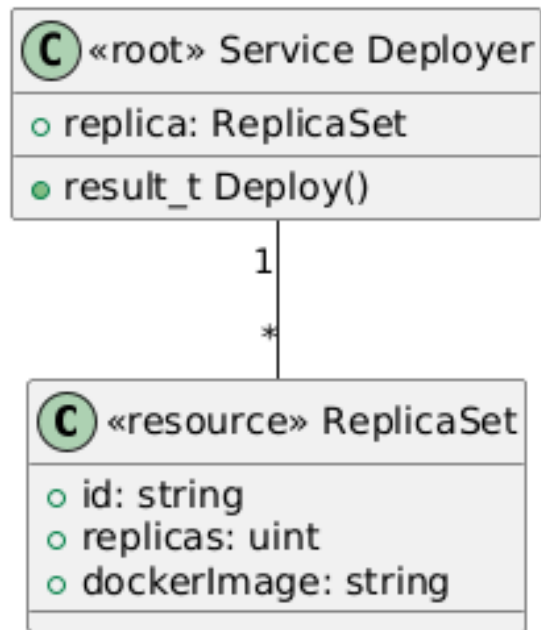 C «root» Service Deployer
replica: ReplicaSet
result_t Deploy()
1
*
C «resource» ReplicaSet
id: string
replicas: uint
dockerImage: string